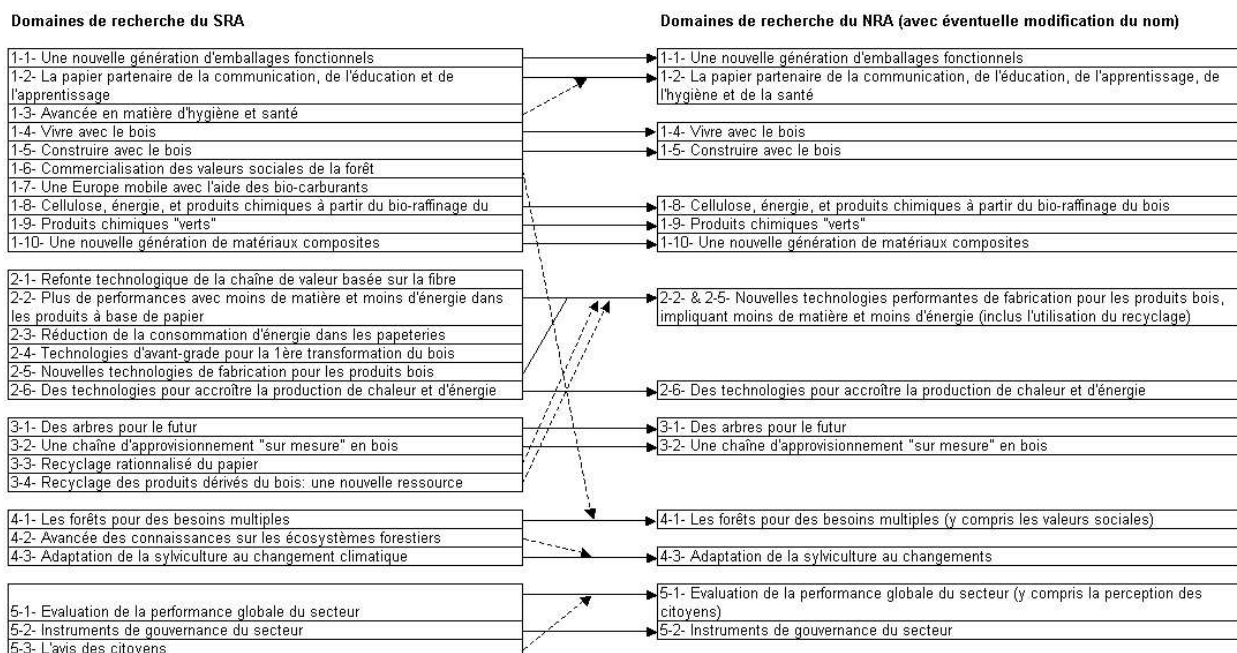 Domaines de recherche du SRA
1-1- Une nouvelle génération d'emballages fonctionnels
1-2- La papier partenaire de la communication, de l'éducation et de
l'apprentissage
1-3- Avancée en matière d'hygiène et santé
1-4- Vivre avec le bois
1-5- Construire avec le bois
1-6- Commercialisation des valeurs sociales de la forêt
1-7- Une Europe mobile avec l'aide des bio-carburants
1-8- Cellulose, énergie, et produits chimiques à partir du bio-raffinage du
1-9- Produits chimiques "verts"
1-10- Une nouvelle génération de matériaux composites
2-1- Refonte technologique de la chaîne de valeur basée sur la fibre
2-2- Plus de performances avec moins de matière et moins d'énergie dans
les produits à base de papier
2-3- Réduction de la consommation d'énergie dans les papeteries
2-4- Technologies d'avant-grade pour la 1ère transformation du bois
2-5- Nouvelles technologies de fabrication pour les produits bois
2-6- Des technologies pour accroître la production de chaleur et d'énergie
3-1- Des arbres pour le futur
3-2- Une chaîne d'approvisionnement "sur mesure" en bois
3-3- Recyclage rationnalisé du papier
3-4- Recyclage des produits dérivés du bois: une nouvelle ressource
4-1- Les forêts pour des besoins multiples
4-2- Avancée des connaissances sur les écosystèmes forestiers
4-3- Adaptation de la sylviculture au changement climatique
5-1- Evaluation de la performance globale du secteur
5-2- Instruments de gouvernance du secteur
5-3- L'avis des citoyens
Domaines de recherche du NRA (avec éventuelle modification du nom)
1-1- Une nouvelle génération d'emballages fonctionnels
1-2- La papier partenaire de la communication, de l'éducation, de l'apprentissage, de
l'hygiène et de la santé
1-4- Vivre avec le bois
1-5- Construire avec le bois
1-8- Cellulose, énergie, et produits chimiques à partir du bio-raffinage du bois
1-9- Produits chimiques "verts"
1-10- Une nouvelle génération de matériaux composites
2-2- & 2-5- Nouvelles technologies performantes de fabrication pour les produits bois,
impliquant moins de matière et moins d'énergie (inclus l'utilisation du recyclage)
2-6- Des technologies pour accroître la production de chaleur et d'énergie
3-1- Des arbres pour le futur
3-2- Une chaîne d'approvisionnement "sur mesure" en bois
4-1- Les forêts pour des besoins multiples (y compris les valeurs sociales)
4-3- Adaptation de la sylviculture au changements
5-1- Evaluation de la performance globale du secteur (y compris la perception des
citoyens)
5-2- Instruments de gouvernance du secteur